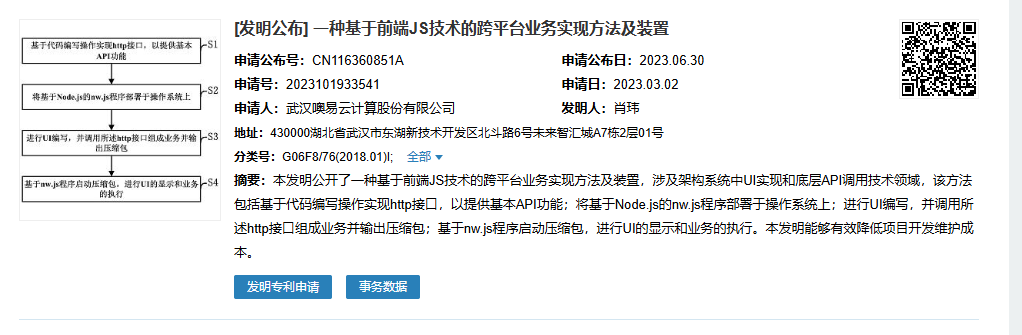 基于代码编写操作实现http接口，以提供基本
API功能
S1
将基于Node.js的nw.js程序部署于操作系统上
S2
进行UI编写，并调用所述http接口组成业务并输
出压缩包
S3
基于nw.js程序启动压缩包，进行UI的显示和业务
的执行
S4
[发明公布] 一种基于前端JS技术的跨平台业务实现方法及装置
申请公布号：CN116360851A 申请公布日：2023.06.30
申请号：2023101933541 申请日：2023.03.02
申请人：武汉噢易云计算股份有限公司 发明人：肖玮
地址：430000湖北省武汉市东湖新技术开发区北斗路6号未来智汇城A7栋2层01号
分类号：G06F8/76(2018.01)I; 全部
摘要：本发明公开了一种基于前端JS技术的跨平台业务实现方法及装置，涉及架构系统中UI实现和底层API调用技术领域，该方法
包括基于代码编写操作实现http接口，以提供基本API功能；将基于Node.js的nw.js程序部署于操作系统上；进行UI编写，并调用所
述http接口组成业务并输出压缩包；基于nw.js程序启动压缩包，进行UI的显示和业务的执行。本发明能够有效降低项目开发维护成
本。
发明专利申请 事务数据